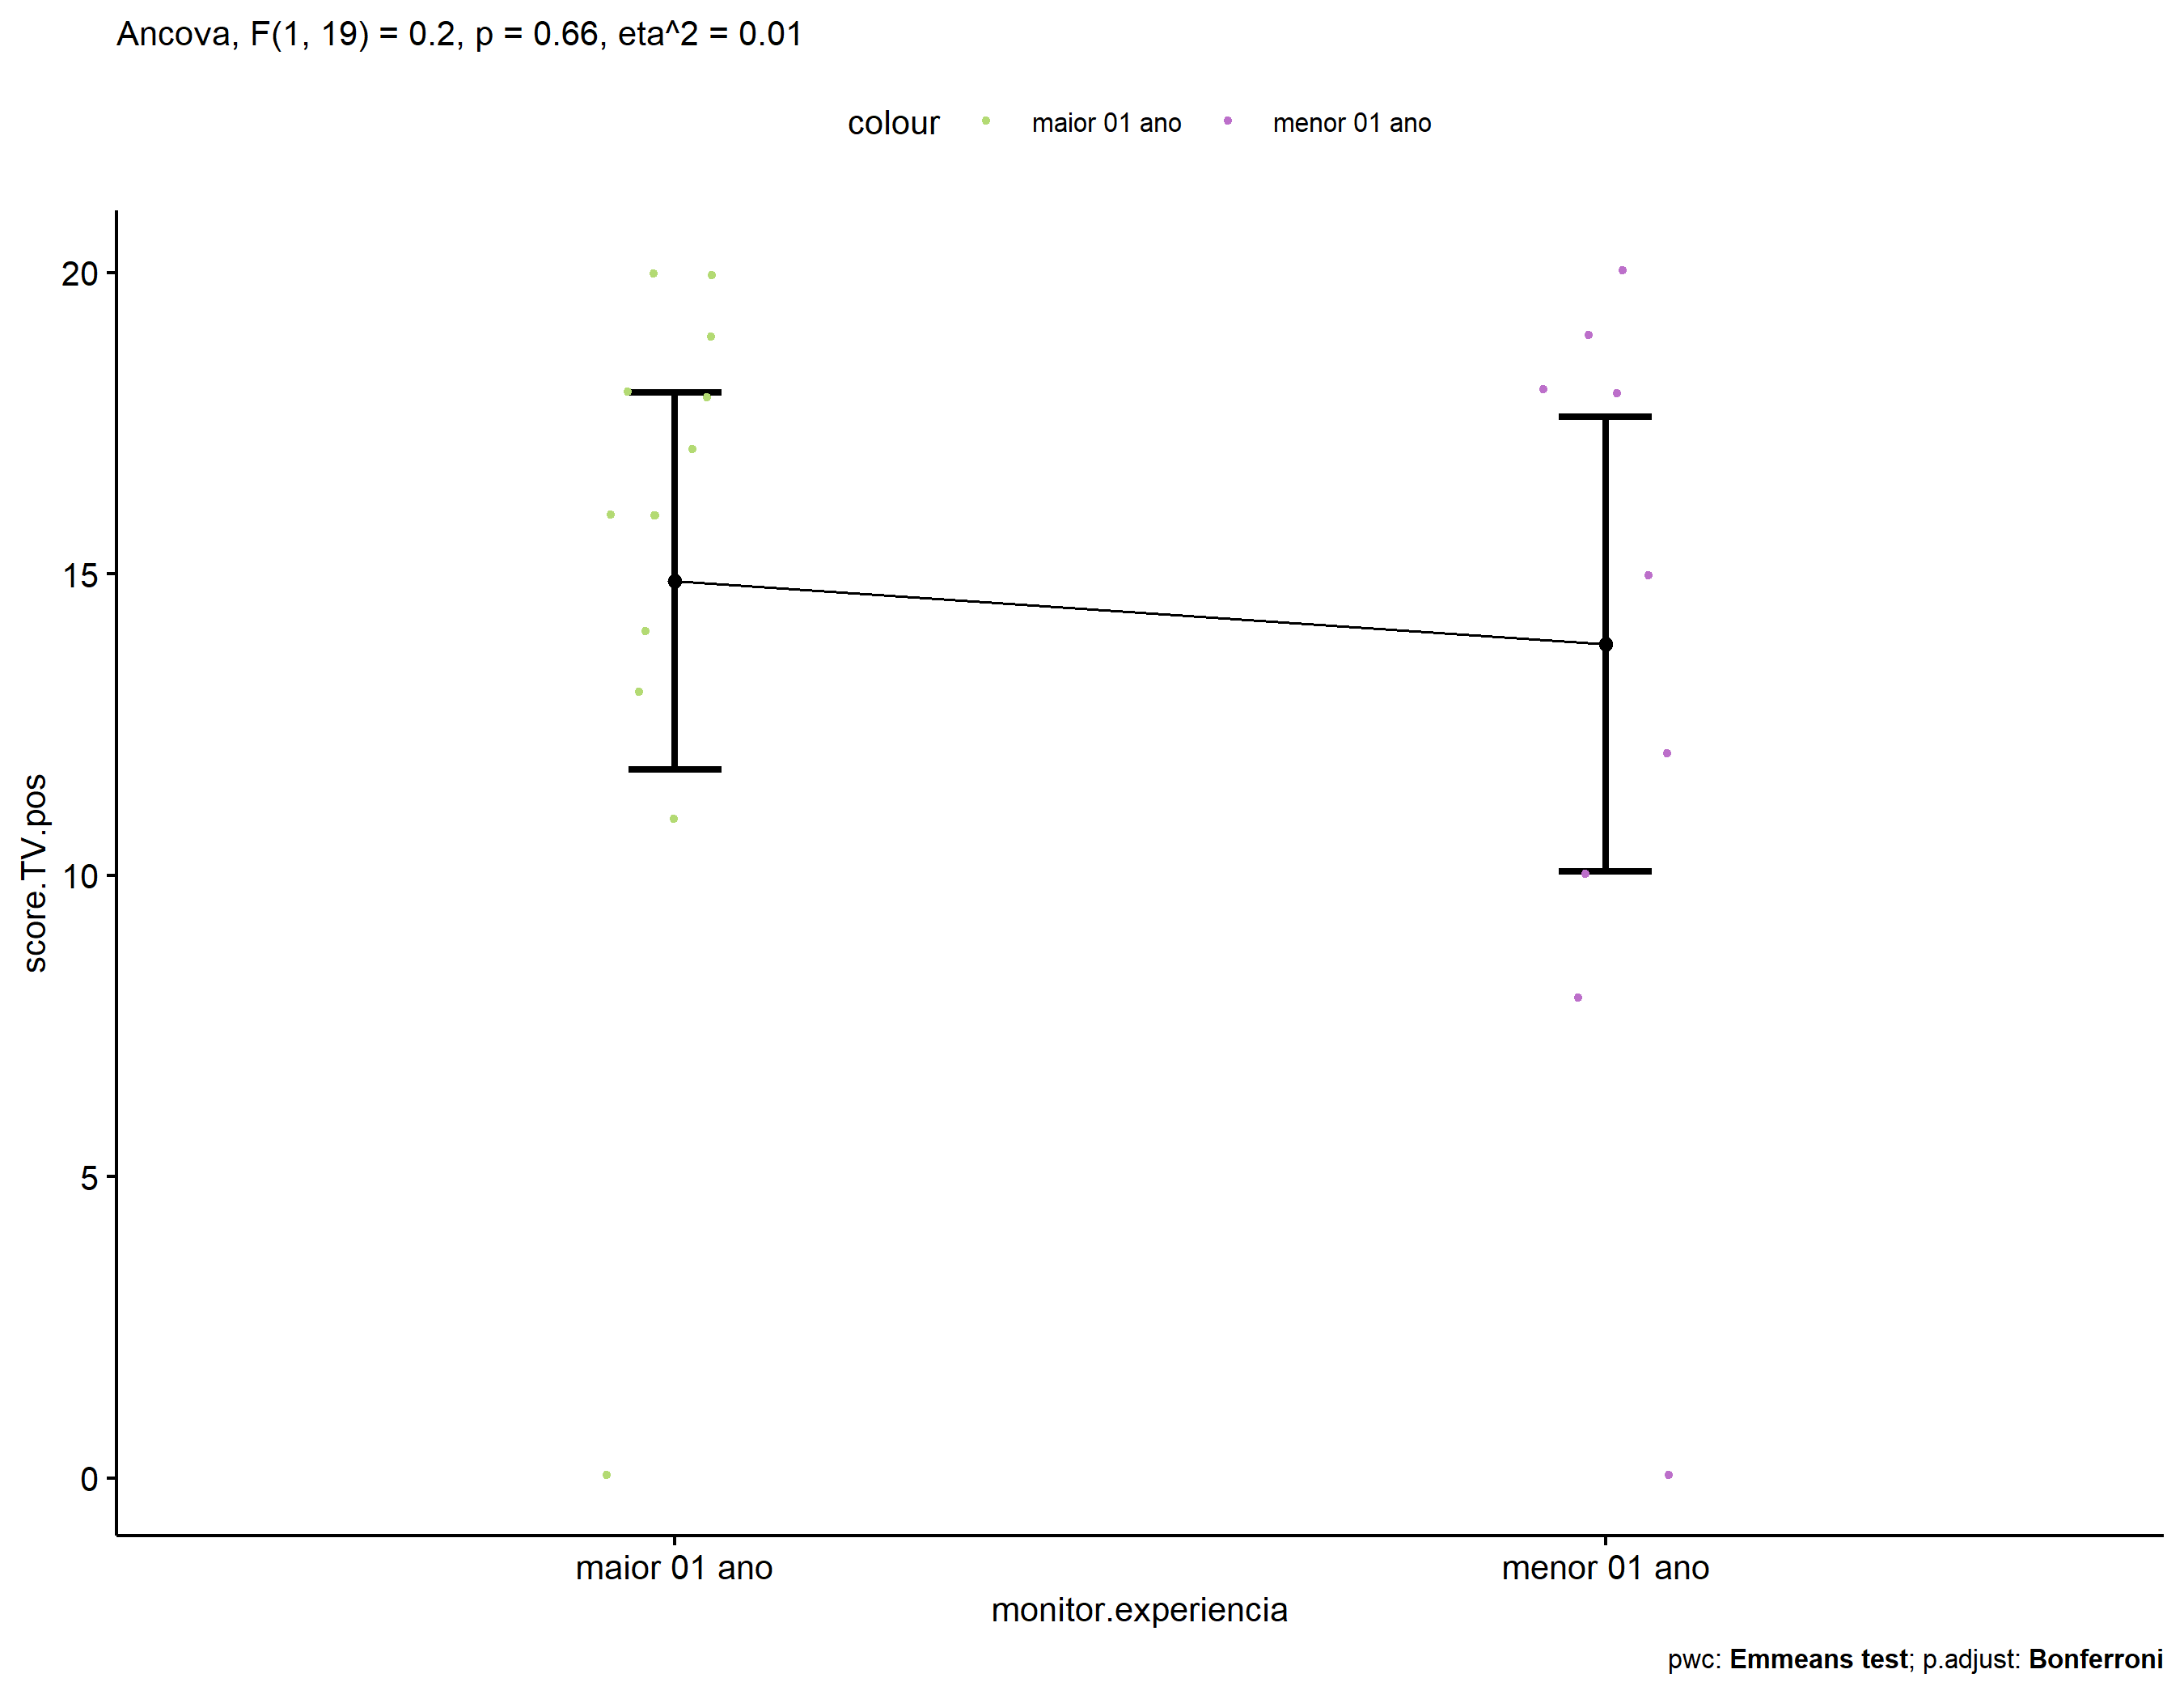 Ancova, F(1, 19) = 0.2, p = 0.66, eta^2 = 0.01
colour maior 01 ano menor 01 ano
20
15
10
5
0
score.TV.pos
maior 01 ano menor 01 ano
monitor.experiencia
pwc: Emmeans test; p.adjust: Bonferroni